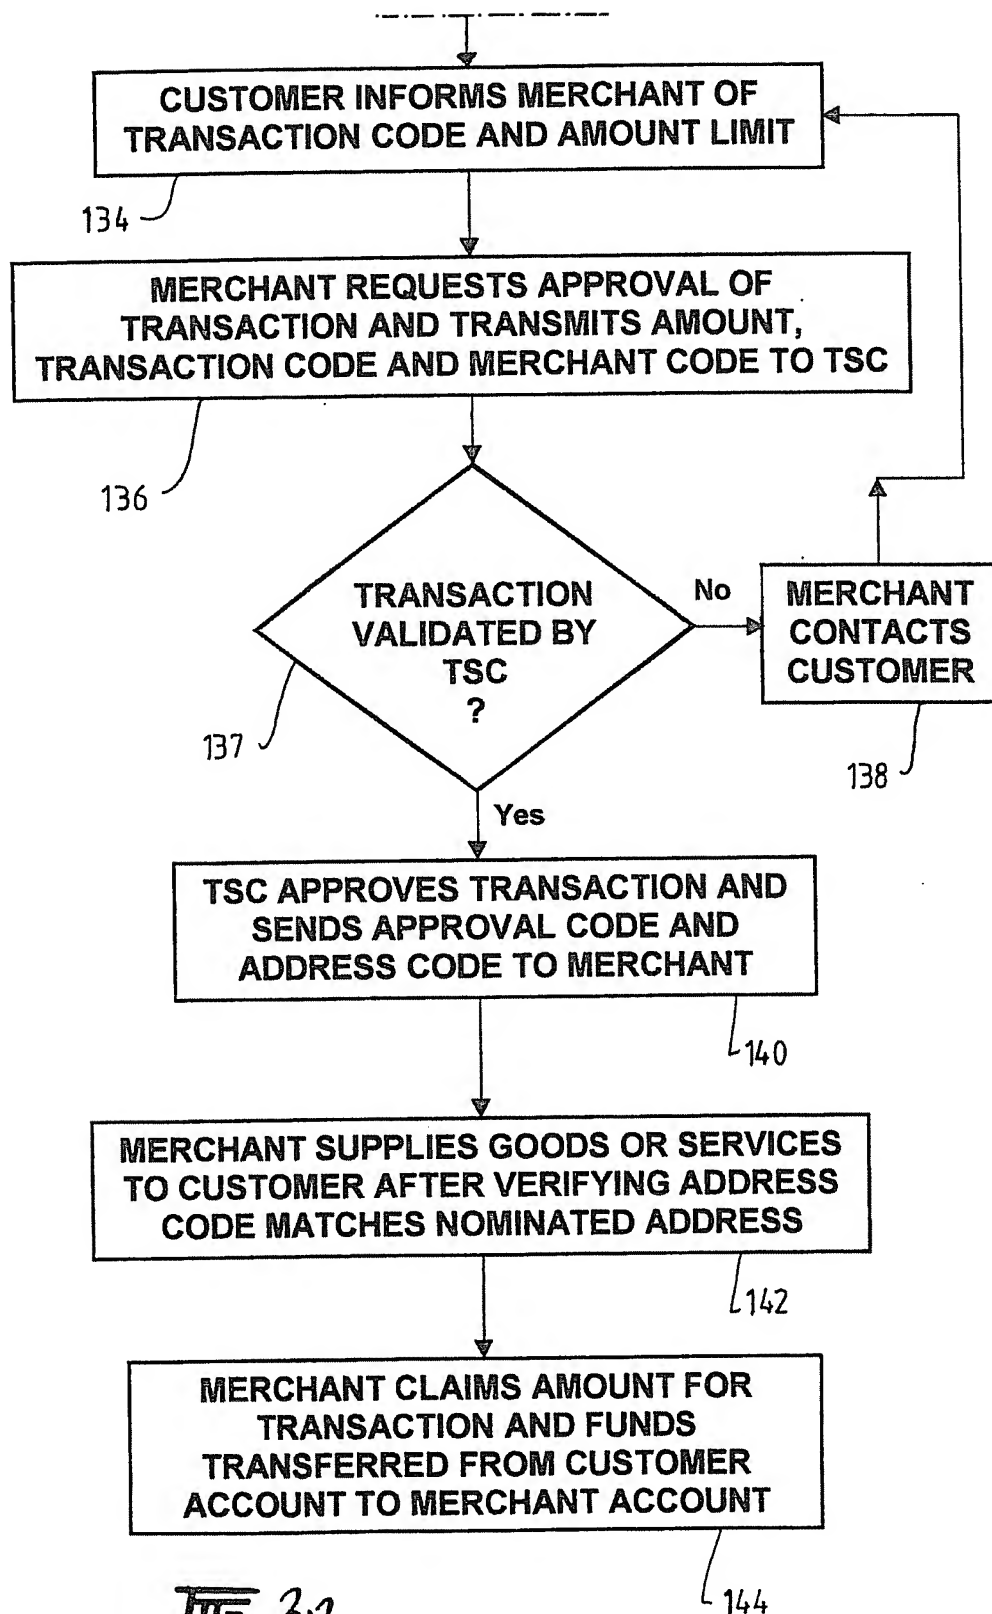 CUSTOMER INFORMS MERCHANT OF
TRANSACTION CODE AND AMOUNT LIMIT
134
MERCHANT REQUESTS APPROVAL OF
TRANSACTION AND TRANSMITS AMOUNT,
TRANSACTION CODE AND MERCHANT CODE TO TSC
136
TRANSACTION
VALIDATED BY
TSC
?
137
No
MERCHANT
CONTACTS
CUSTOMER
138
Yes
TSC APPROVES TRANSACTION AND
SENDS APPROVAL CODE AND
ADDRESS CODE TO MERCHANT
140
MERCHANT SUPPLIES GOODS OR SERVICES
TO CUSTOMER AFTER VERIFYING ADDRESS
CODE MATCHES NOMINATED ADDRESS
142
MERCHANT CLAIMS AMOUNT FOR
TRANSACTION AND FUNDS
TRANSFERRED FROM CUSTOMER
ACCOUNT TO MERCHANT ACCOUNT
144